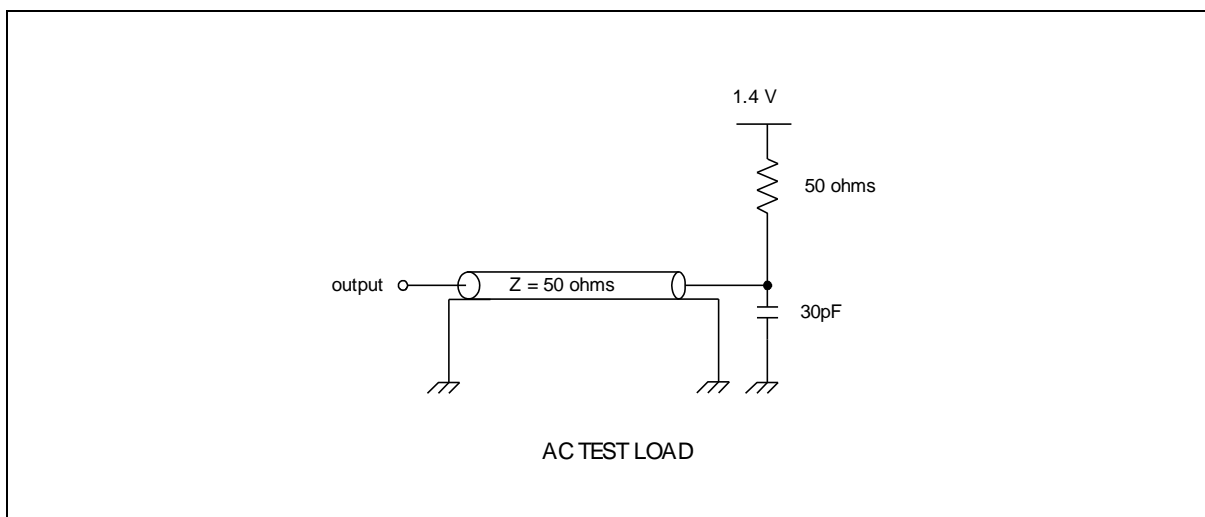 1.4 V
50 ohms
output
Z = 50 ohms
30pF
AC TEST LOAD